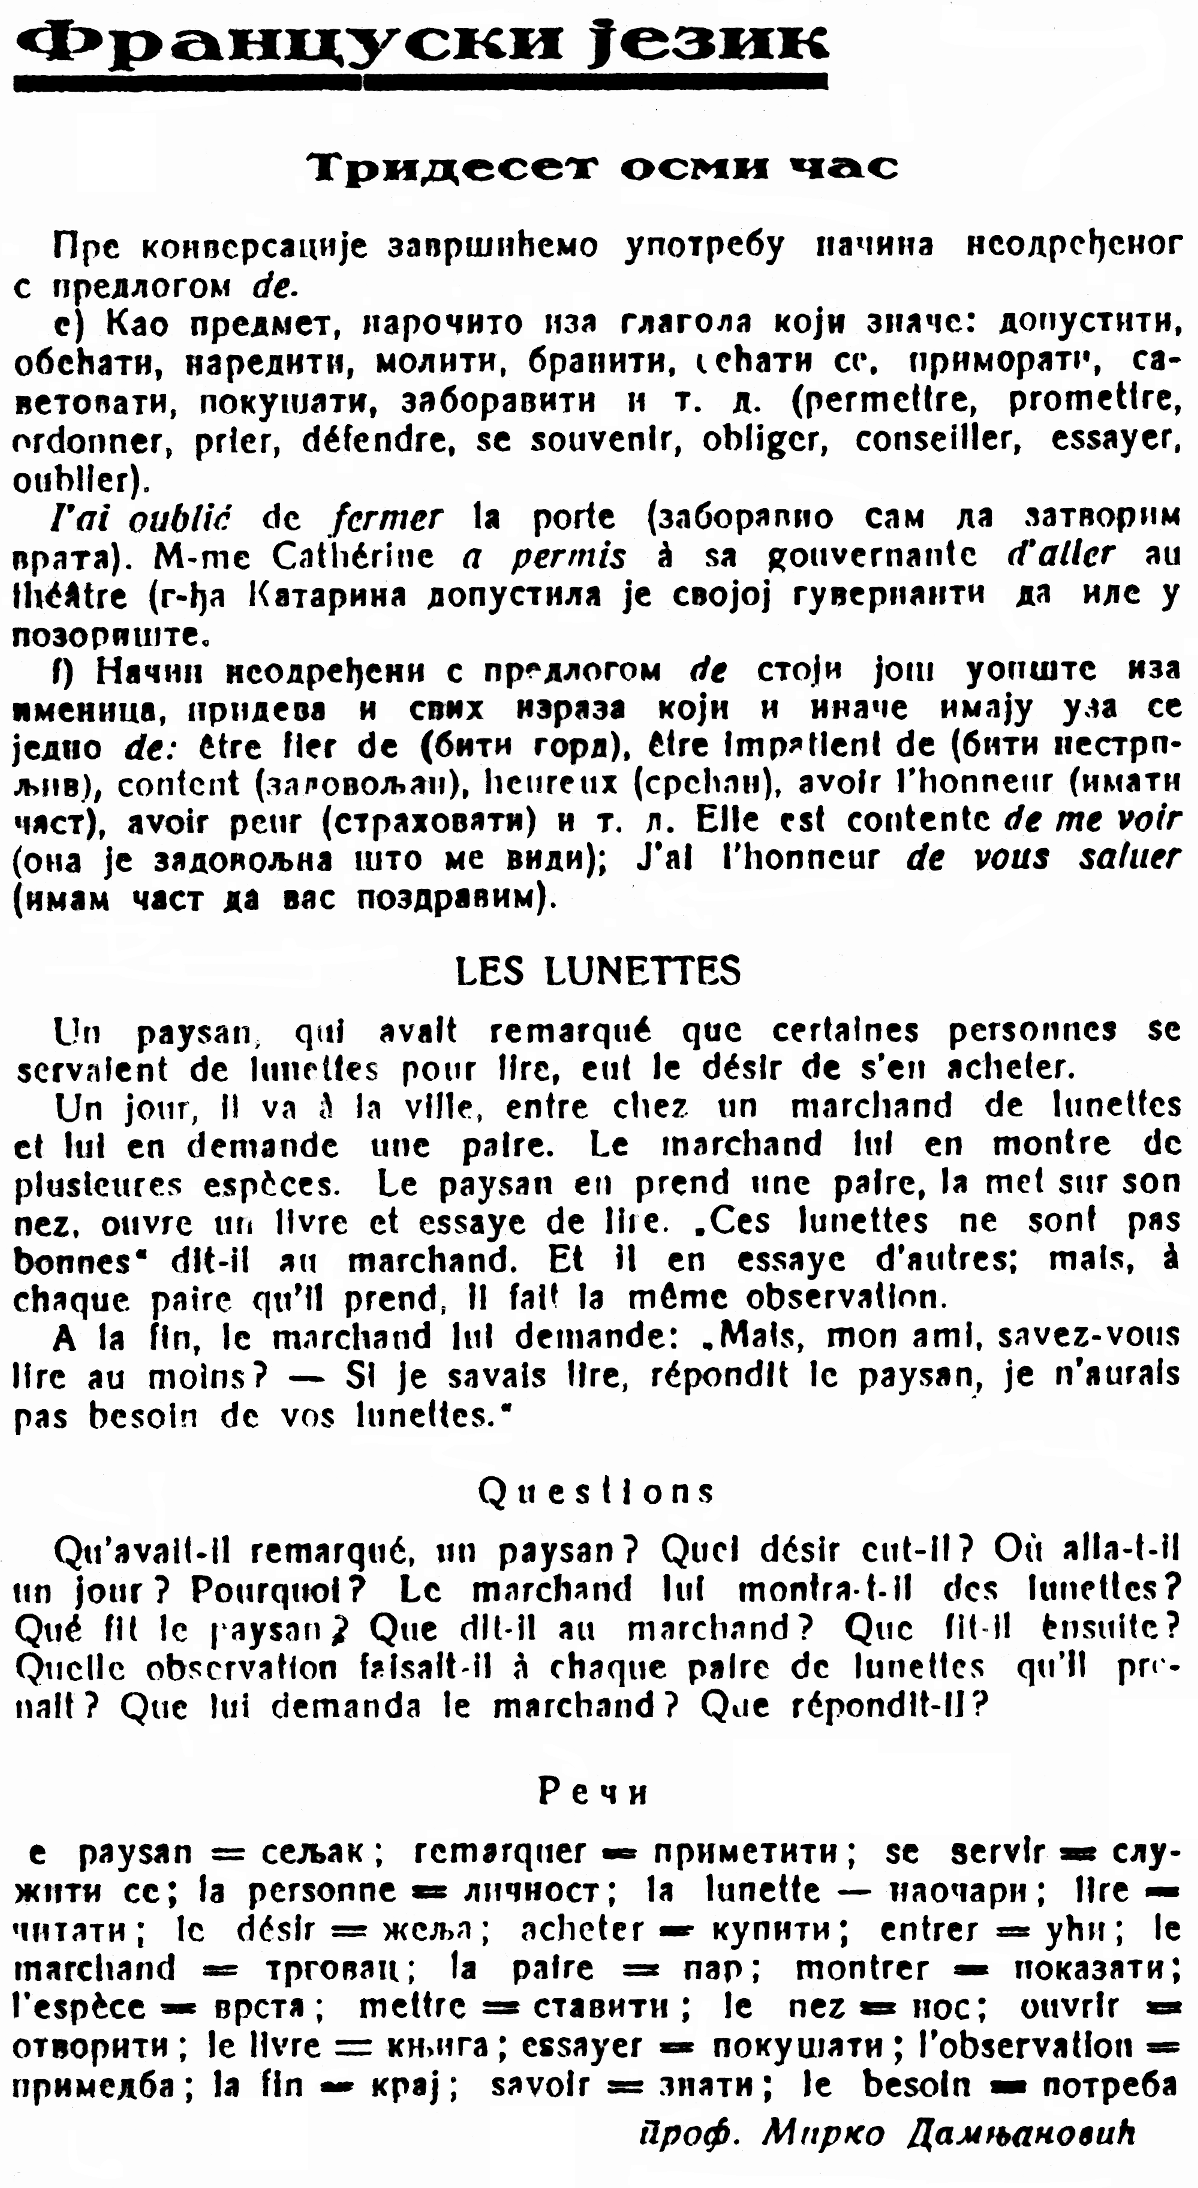 Француски језик
Тридесет осми час
Пре конверсације завршићемо употребу начина неодређеног
с предлогом de.
e) Као предмет, нарочито иза глагола који значе: допустити,
обећати, наредити, молити, бранити, сећати се, приморати, са-
ветовати, покушати, заборавити и т. д. (permettre, promettre,
ordonner, prier, défendre, se souvenir, obliger, conseiller, essayer,
oublier).
J'ai oublié de fermer la porte (заборавио сам да затворим
врата). M-me Cathérine a permis à sa gouvernante d'aller au
théâtre (г-ђа Катарина допустила је својој гувернанти да иде у
позориште.
f) Начин неодређени с предлогом de стоји још уопште иза
именица, придева и свих израза који и иначе имају уза се
једно de: être fier de (бити горд), être impatient de (бити нестрп-
љив), content (задовољан), heureux (срећан), avoir l'honneur (имати
част), avoir peur (страховати) и т. д. Elle est contente de me voir
(она је задовољна што ме види); J'ai l'honneur de vous saluer
(имам част да вас поздравим).
LES LUNETTES
Un paysan, qui avait remarqué que certaines personnes se
servaient de lunettes pour lire, eut le désir de s'en acheter.
Un jour, il va à la ville, entre chez un marchand de lunettes
et lui en demande une paire. Le marchand lui en montre de
plusieures espèces. Le paysan en prend une paire, la met sur son
nez, ouvre un livre et essaye de lire. „Ces lunettes ne sont pas
bonnes“ dit-il au marchand. Et il en essaye d'autres; mais, à
chaque paire qu'il prend, il fait la même observation.
A la fin, le marchand lui demande: „Mais, mon ami, savez-vous
lire au moins? — Si je savais lire, répondit le paysan, je n'aurais
pas besoin de vos lunettes.“
Questions
Qu'avait-il remarqué, un paysan? Quel désir eut-il? Où alla-t-il
un jour? Pourquoi? Le marchand lui montra-t-il des lunettes?
Qué fit le paysan? Que dit-il au marchand? Que fit-il ensuite?
Quelle observation faisait-il à chaque paire de lunettes qu'il pre-
nait? Que lui demanda le marchand? Que répondit-il?
Речи
e paysan = сељак; remarquer = приметити; se servir = слу-
жити се; la personne = личност; la lunette — наочари; lire =
читати; le désir = жеља; acheter = купити; entrer = ући; le
marchand = трговац; la paire = пар; montrer = показати;
l'espèce = врста; mettre = ставити; le nez = нос; ouvrir =
отворити; le livre = књига; essayer = покушати; l'observation =
примедба; la fin = крај; savoir = знати; le besoin = потреба
проф. Мирко Дамњановић